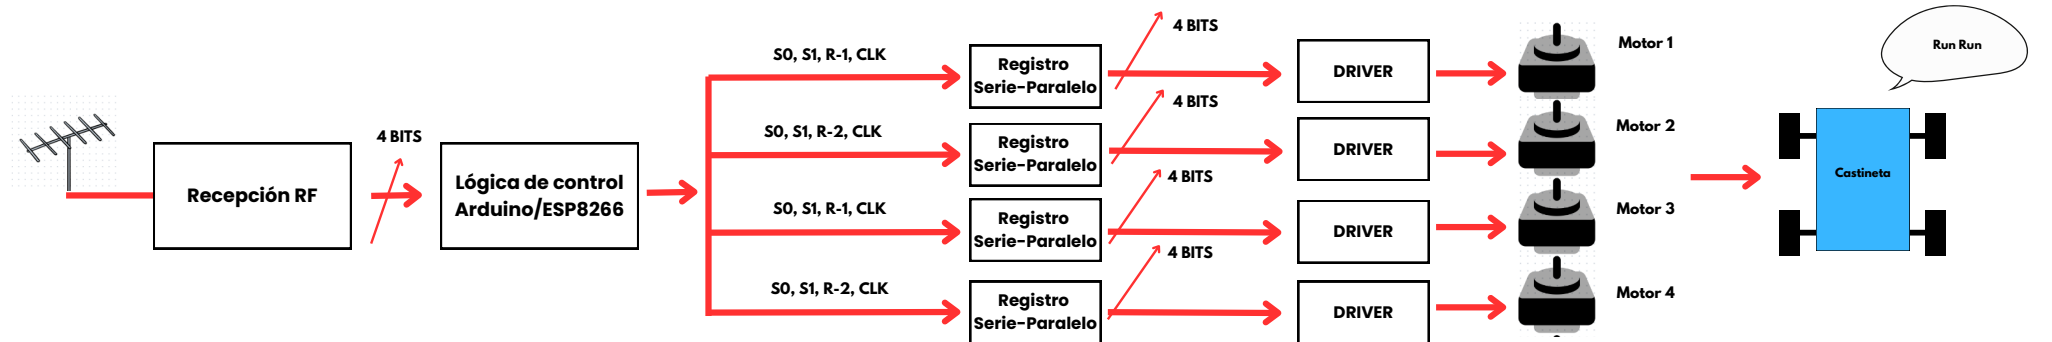 Recepción RF
4 BITS
Lógica de control
Arduino/ESP8266
S0, S1, R-1, CLK
Registro
Serie-Paralelo
4 BITS
DRIVER
Motor 1
S0, S1, R-2, CLK
Registro
Serie-Paralelo
4 BITS
DRIVER
Motor 2
S0, S1, R-1, CLK
Registro
Serie-Paralelo
4 BITS
DRIVER
Motor 3
S0, S1, R-2, CLK
Registro
Serie-Paralelo
4 BITS
DRIVER
Motor 4
Run Run
Castineta